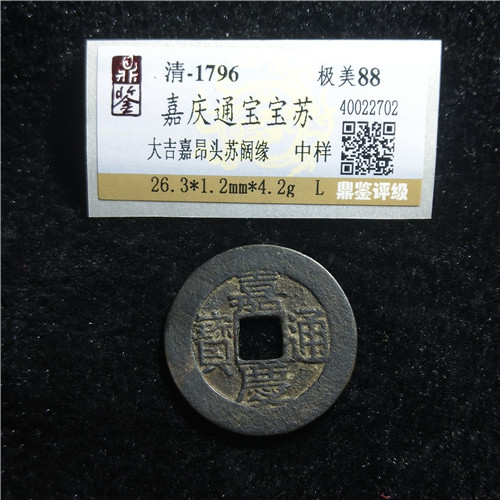 鼎鉴
清-1796 极美88
嘉庆通宝宝苏 40022702
大吉嘉昂头苏阔缘 中样
26.3*1.2mm*4.2g L 鼎鉴评级
嘉慶通寶